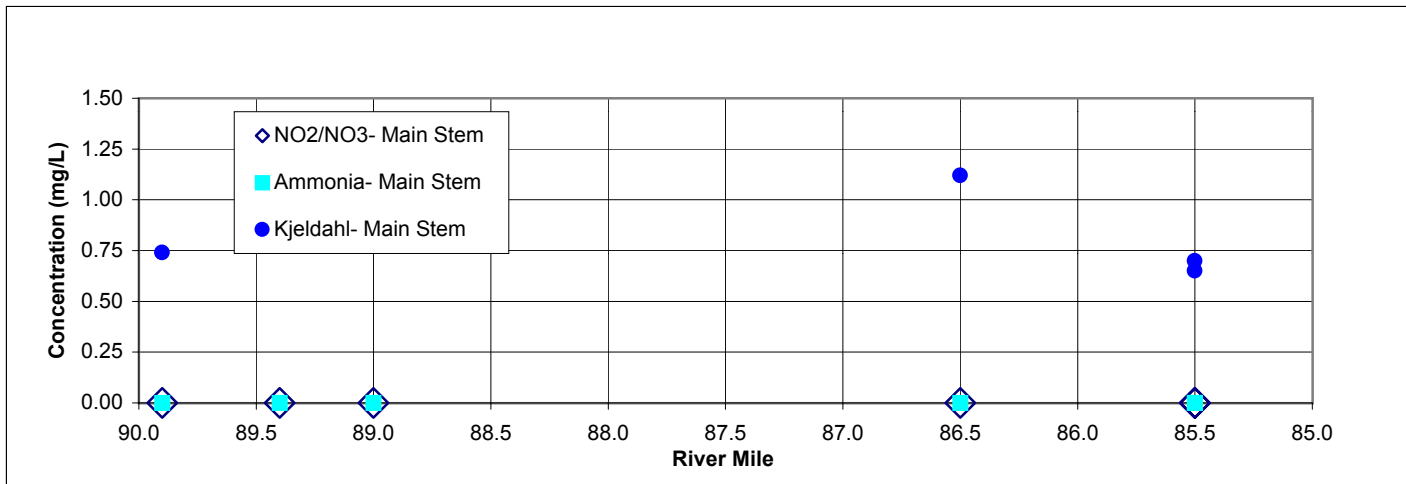 1.50
1.25
1.00
0.75
0.50
0.25
0.00
Concentration (mg/L)
NO2/NO3- Main Stem
Ammonia- Main Stem
Kjeldahl- Main Stem
90.0 89.5 89.0 88.5 88.0 87.5 87.0 86.5 86.0 85.5 85.0
River Mile